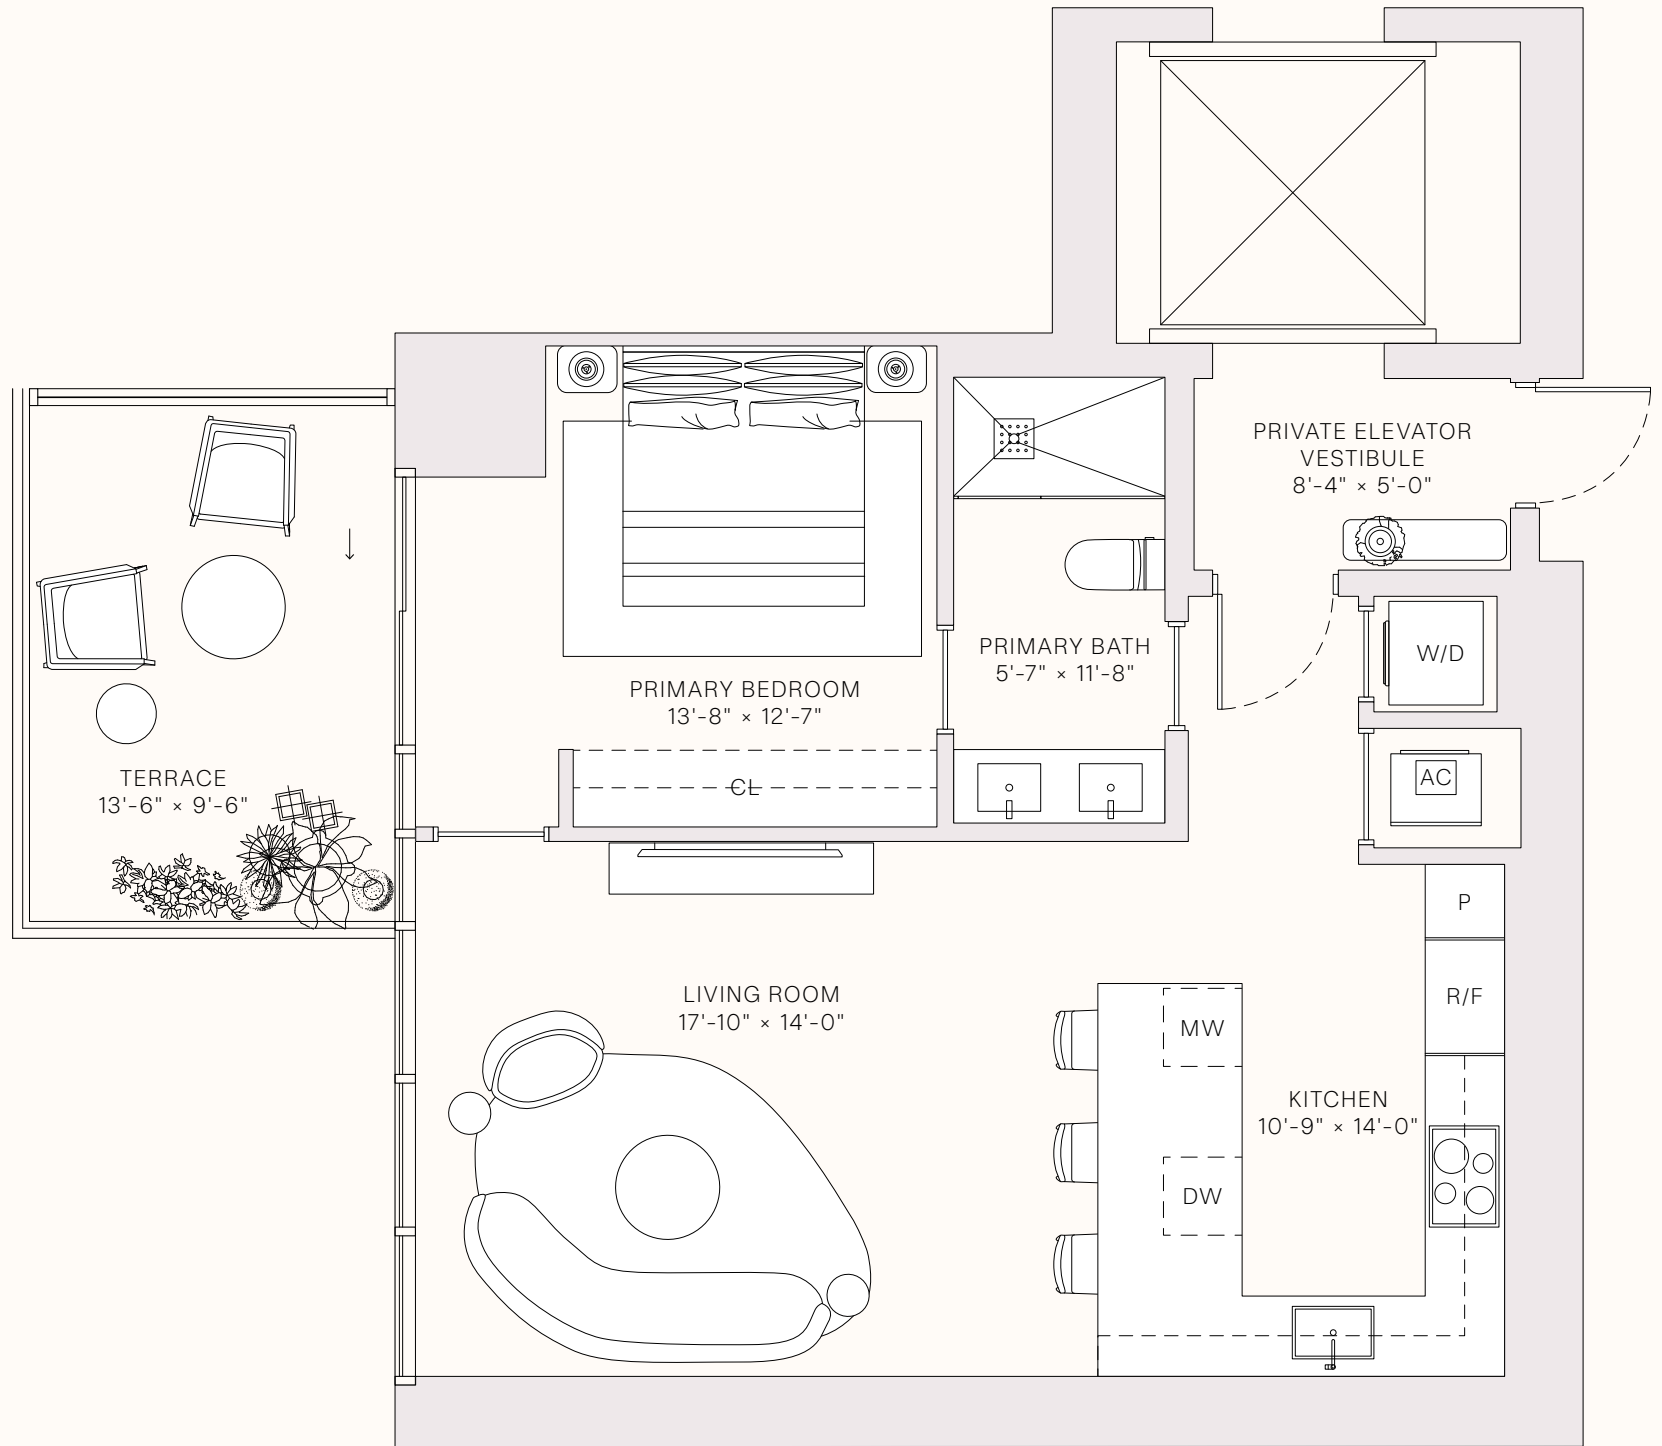 PRIVATE ELEVATOR
VESTIBULE
8'-4" × 5'-0"
W/D
PRIMARY BATH
5'-7" × 11'-8"
PRIMARY BEDROOM
13'-8" × 12'-7"
TERRACE
13'-6" × 9'-6"
CL
AC
P
LIVING ROOM
17'-10" × 14'-0"
R/F
MW
KITCHEN
10'-9" × 14'-0"
DW